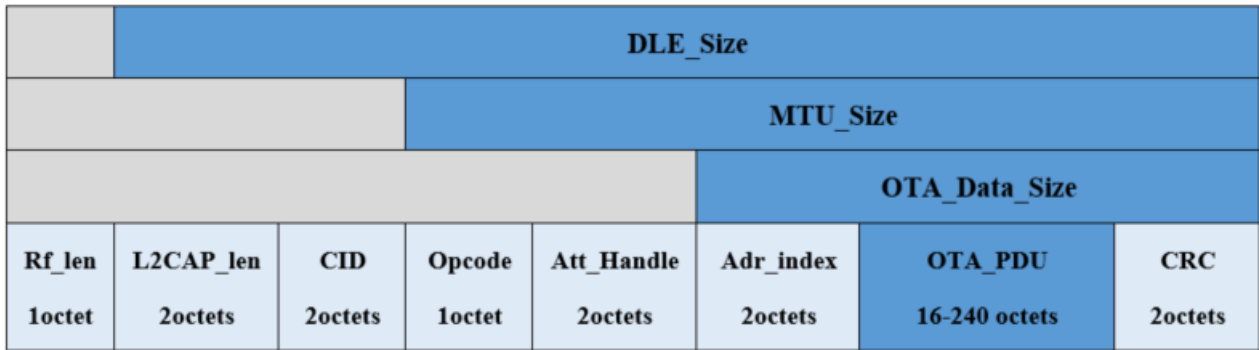 DLE_Size
MTU_Size
OTA_Data_Size
Rf_len L2CAP_len CID Opcode Att_Handle Adr_index OTA_PDU CRC
1octet 2octets 2octets 1octet 2octets 2octets 16-240 octets 2octets